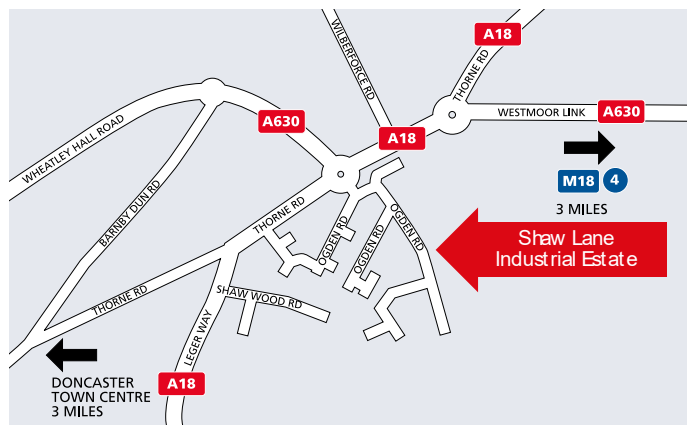 A18
WILBERFORCE RD
THORNE RD
WESTMOOR LINK
A630
A630
A18
WHEATLEY HALL ROAD
M18 4
3 MILES
BARNBY DUN RD
THORNE RD
OGDEN RD
OGDEN RD
OGDEN RD
Shaw Lane
Industrial Estate
THORNE RD
SHAW WOOD RD
LEGER WAY
A18
DONCASTER
TOWN CENTRE
3 MILES